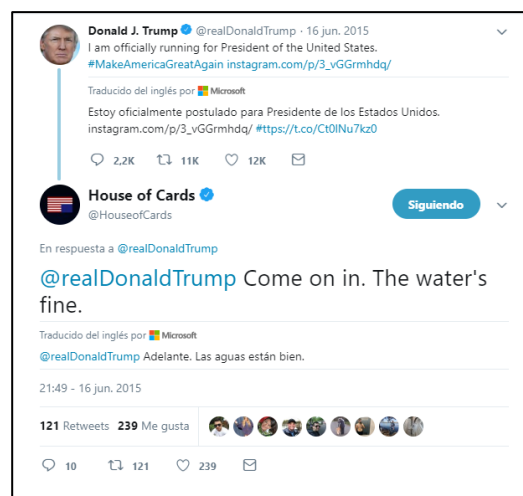 Donald J. Trump @realDonaldTrump · 16 jun. 2015
I am officially running for President of the United States.
#MakeAmericaGreatAgain instagram.com/p/3_vGGrmhdq/
Traducido del inglés por Microsoft
Estoy oficialmente postulado para Presidente de los Estados Unidos.
instagram.com/p/3_vGGrmhdq/ #ttps://t.co/Ct0lNu7kz0
2,2K 11K 12K
House of Cards
@HouseofCards
Siguiendo
En respuesta a @realDonaldTrump
@realDonaldTrump Come on in. The water's
fine.
Traducido del inglés por Microsoft
@realDonaldTrump Adelante. Las aguas están bien.
21:49 - 16 jun. 2015
121 Retweets 239 Me gusta
10 121 239